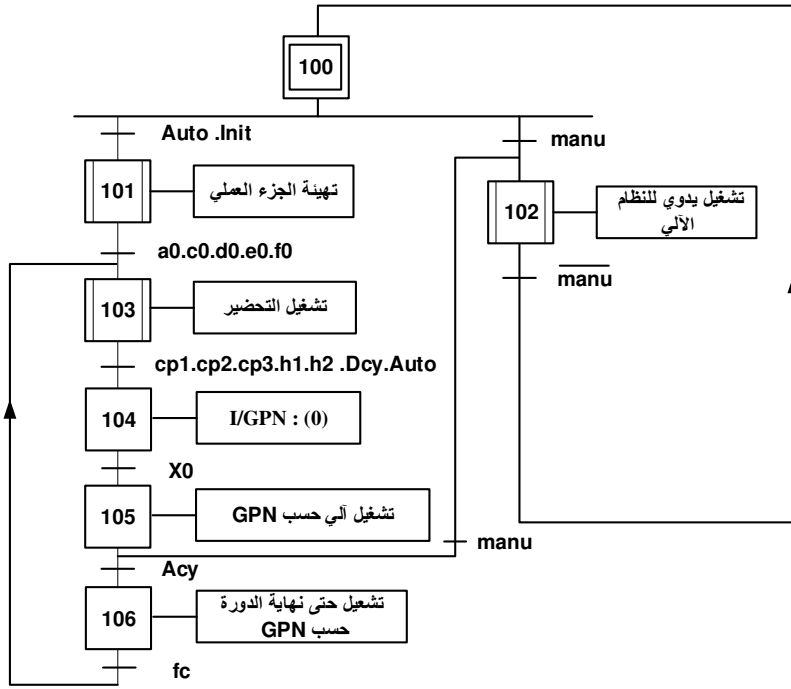 100
Auto .Init
manu
101
تهيئة الجزء العملي
102
تشغيل يدوي للنظام
الآلي
a0.c0.d0.e0.f0
manu
103
تشغيل التحضير
cp1.cp2.cp3.h1.h2 .Dcy.Auto
104
I/GPN : (0)
X0
105
تشغيل آلي حسب GPN
manu
Acy
106
تشعيل حتى نهاية الدورة
حسب GPN
fc